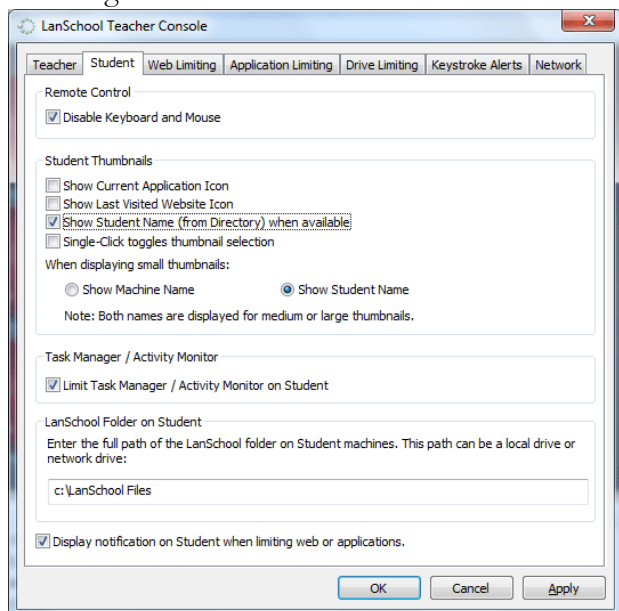 LanSchool Teacher Console
Teacher Student Web Limiting Application Limiting Drive Limiting Keystroke Alerts Network
Remote Control
Disable Keyboard and Mouse
Student Thumbnails
Show Current Application Icon
Show Last Visited Website Icon
Show Student Name (from Directory) when available
Single-Click toggles thumbnail selection
When displaying small thumbnails:
Show Machine Name Show Student Name
Note: Both names are displayed for medium or large thumbnails.
Task Manager / Activity Monitor
Limit Task Manager / Activity Monitor on Student
LanSchool Folder on Student
Enter the full path of the LanSchool folder on Student machines. This path can be a local drive or
network drive:
c:\LanSchool Files
Display notification on Student when limiting web or applications.
OK Cancel Apply